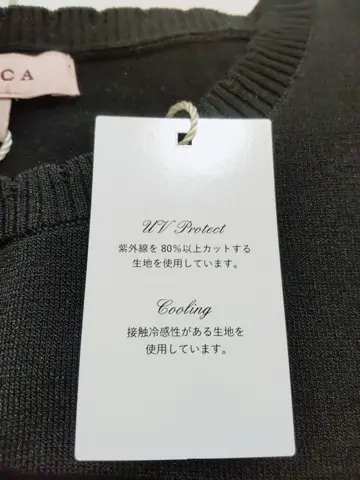 CA
UV Protect
紫外線を80%以上カットする
生地を使用しています。
Cooling
接触冷感性がある生地を
使用しています。